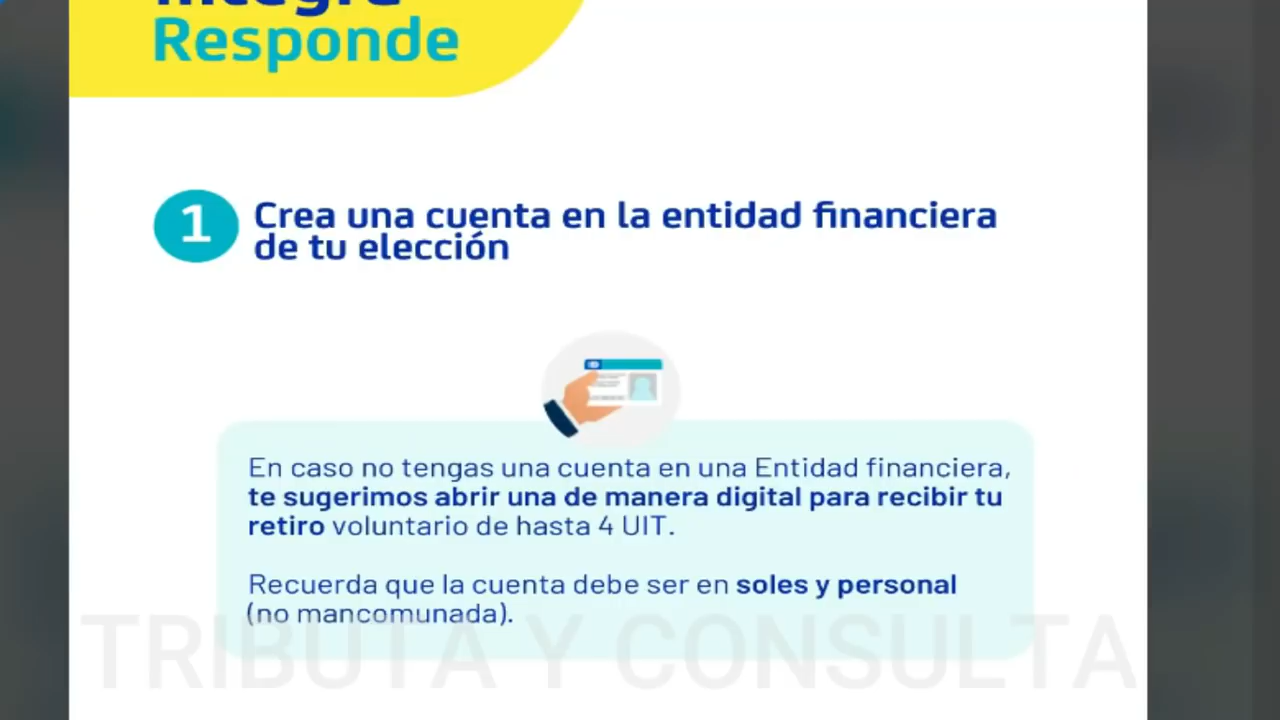 Integra
Responde
1
Crea una cuenta en la entidad financiera
de tu elección
En caso no tengas una cuenta en una Entidad financiera,
te sugerimos abrir una de manera digital para recibir tu
retiro voluntario de hasta 4 UIT.
Recuerda que la cuenta debe ser en soles y personal
(no mancomunada).
TRIBUTA Y CONSULTA